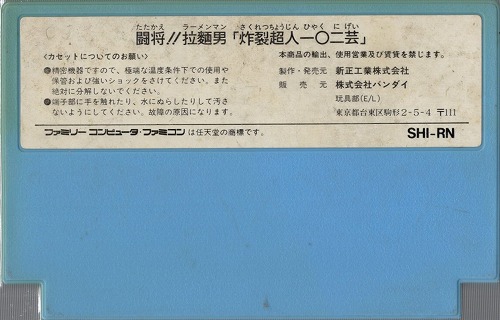 たたかえ ラーメンマン さくれつちょうじん ひゃく に げい
闘将!!拉麵男「炸裂超人一〇二芸」
〈カセットについてのお願い〉
●精密機器ですので、極端な温度条件下での使用や
保管および強いショックをさけてください。また
絶対に分解しないでください。
●端子部に手を触れたり、水にぬらしたりして汚さ
ないようにしてください。故障の原因になります。
本商品の輸出、使用営業及び賃貸を禁じます。
製作・発売元 新正工業株式会社
販売元 株式会社バンダイ
玩具部(E/L)
東京都台東区駒形2-5-4 〒111
ファミリーコンピュータ・ファミコンは任天堂の商標です。
SHI-RN